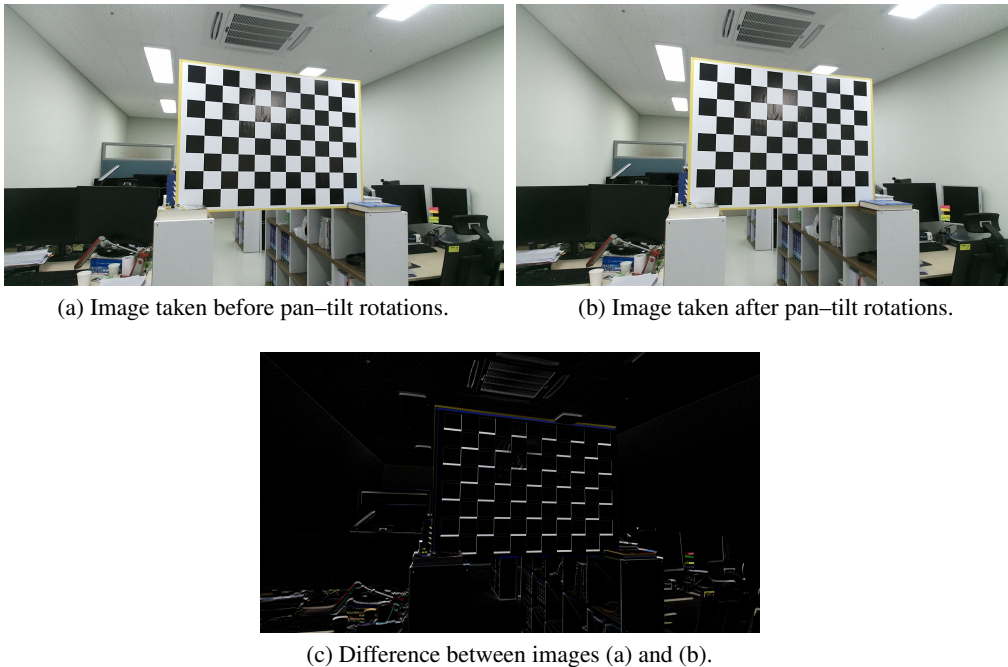 (a) Image taken before pan–tilt rotations.
(b) Image taken after pan–tilt rotations.
(c) Difference between images (a) and (b).